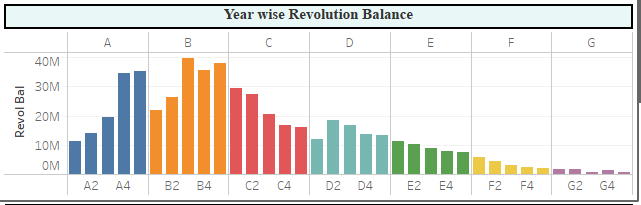 Year wise Revolution Balance
A B C D E F G
40M
30M
20M
10M
0M
Revol Bal
A2 A4 B2 B4 C2 C4 D2 D4 E2 E4 F2 F4 G2 G4